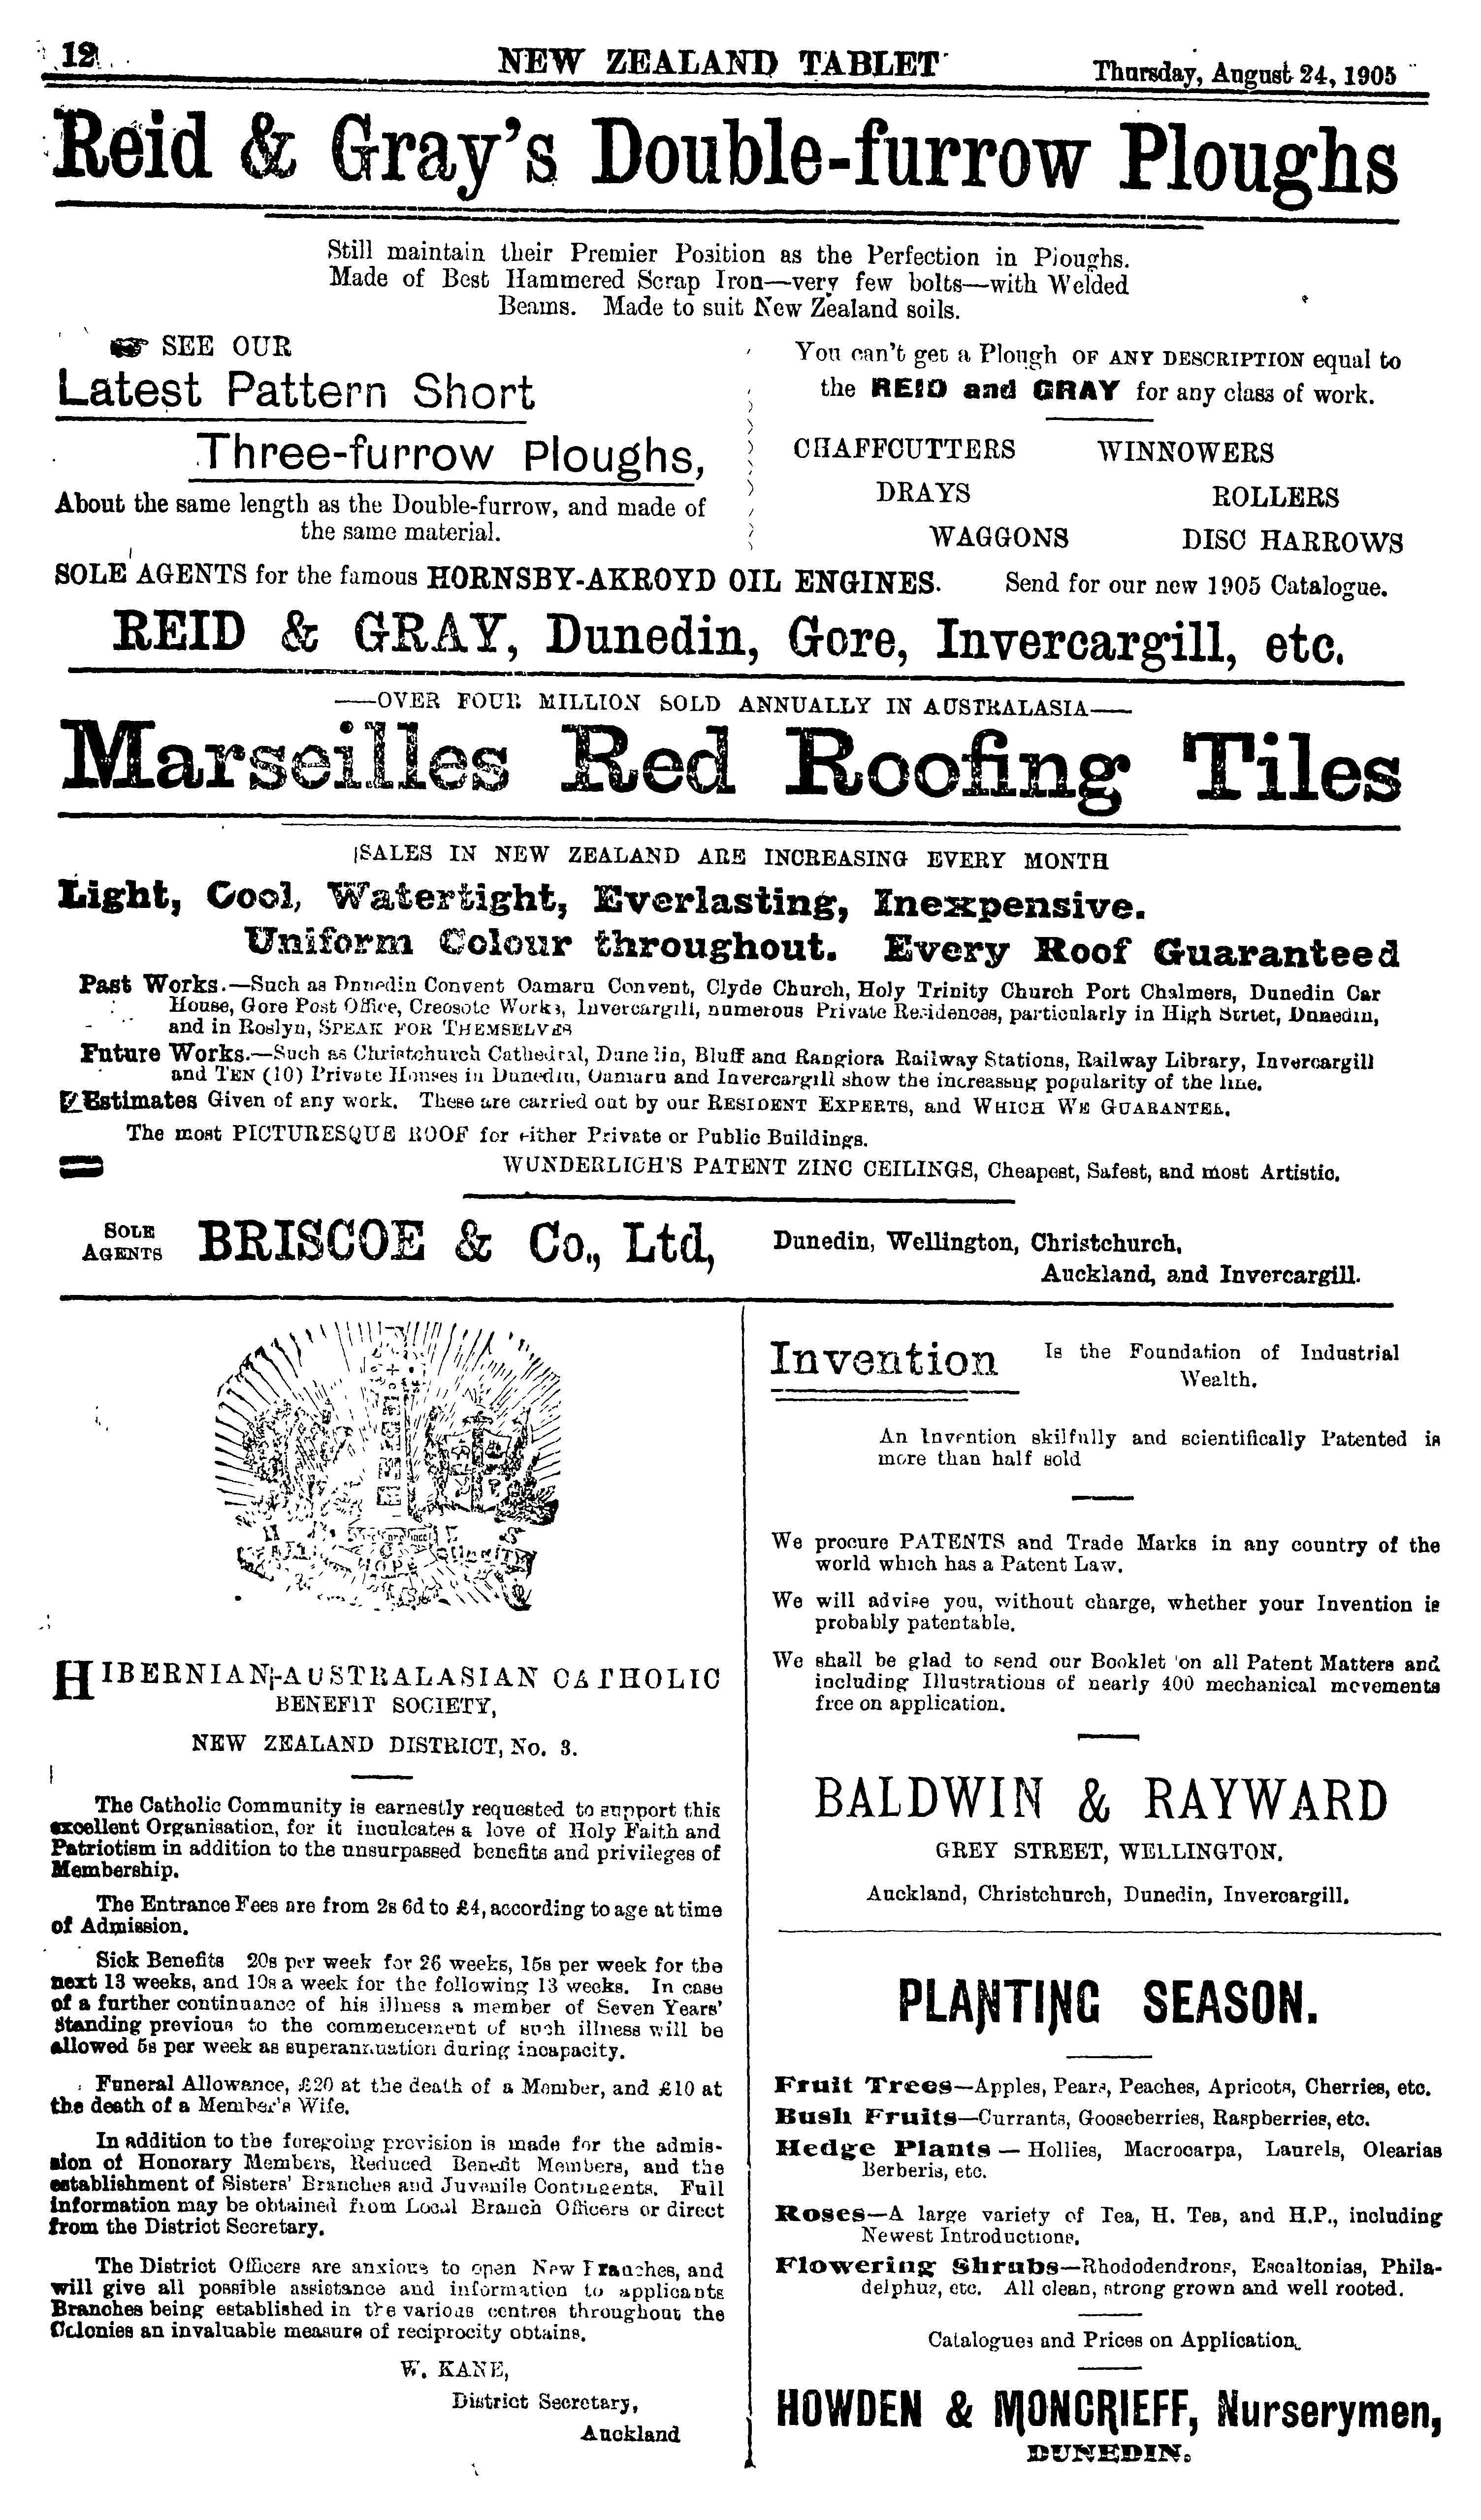 12
NEW ZEALAND TABLET
Thursday, August 24, 1905
Reid & Gray's Double-furrow Ploughs
Still maintain their Premier Position as the Perfection in Ploughs.
Made of Best Hammered Scrap Iron—very few bolts—with Welded
Beams. Made to suit New Zealand soils.
SEE OUR
Latest Pattern Short
Three-furrow Ploughs,
About the same length as the Double-furrow, and made of
the same material.
You can't get a Plough OF ANY DESCRIPTION equal to
the REID and GRAY for any class of work.
CHAFFCUTTERS WINNOWERS
DRAYS ROLLERS
WAGGONS DISC HARROWS
SOLE AGENTS for the famous HORNSBY-AKROYD OIL ENGINES. Send for our new 1905 Catalogue.
REID & GRAY, Dunedin, Gore, Invercargill, etc.
—OVER FOUR MILLION SOLD ANNUALLY IN AUSTRALASIA—
Marseilles Red Roofing Tiles
SALES IN NEW ZEALAND ARE INCREASING EVERY MONTH
Light, Cool, Watertight, Everlasting, Inexpensive.
Uniform Colour throughout. Every Roof Guaranteed
Past Works.—Such as Dunedin Convent Oamaru Convent, Clyde Church, Holy Trinity Church Port Chalmers, Dunedin Car
House, Gore Post Office, Creosote Works, Invercargill, numerous Private Residences, particularly in High Strtet, Dunedin,
and in Roslyn, SPEAK FOR THEMSELVES
Future Works.—Such as Christchurch Cathedral, Dunedin, Bluff and Rangiora Railway Stations, Railway Library, Invercargill
and TEN (10) Private Houses in Dunedin, Oamaru and Invercargill show the increasing popularity of the line.
Estimates Given of any work. These are carried out by our RESIDENT EXPERTS, and WHICH WE GUARANTEE.
The most PICTURESQUE ROOF for either Private or Public Buildings.
WUNDERLICH'S PATENT ZINC CEILINGS, Cheapest, Safest, and most Artistic.
SOLE
AGENTS
BRISCOE & Co., Ltd,
Dunedin, Wellington, Christchurch,
Auckland, and Invercargill.
HOPE
HIBERNIAN-AUSTRALASIAN CATHOLIC
BENEFIT SOCIETY,
NEW ZEALAND DISTRICT, No. 3.
The Catholic Community is earnestly requested to support this
excellent Organisation, for it inculcates a love of Holy Faith and
Patriotism in addition to the unsurpassed benefits and privileges of
Membership.
The Entrance Fees are from 2s 6d to £4, according to age at time
of Admission.
Sick Benefits 20s per week for 26 weeks, 15s per week for the
next 13 weeks, and 10s a week for the following 13 weeks. In case
of a further continuance of his illness a member of Seven Years'
Standing previous to the commencement of such illness will be
allowed 5s per week as superannuation during incapacity.
Funeral Allowance, £20 at the death of a Member, and £10 at
the death of a Member's Wife.
In addition to the foregoing provision is made for the admis-
sion of Honorary Members, Reduced Benefit Members, and the
establishment of Sisters' Branches and Juvenile Contingents. Full
information may be obtained from Local Branch Officers or direct
from the District Secretary.
The District Officers are anxious to open New Branches, and
will give all possible assistance and information to applicants
Branches being established in the various centres throughout the
Colonies an invaluable measure of reciprocity obtains.
W. KANE,
District Secretary,
Auckland
Invention
Is the Foundation of Industrial
Wealth.
An Invention skilfully and scientifically Patented is
more than half sold
We procure PATENTS and Trade Marks in any country of the
world which has a Patent Law.
We will advise you, without charge, whether your Invention is
probably patentable.
We shall be glad to send our Booklet on all Patent Matters and
including Illustrations of nearly 400 mechanical movements
free on application.
BALDWIN & RAYWARD
GREY STREET, WELLINGTON.
Auckland, Christchurch, Dunedin, Invercargill.
PLANTING SEASON.
Fruit Trees—Apples, Pears, Peaches, Apricots, Cherries, etc.
Bush Fruits—Currants, Gooseberries, Raspberries, etc.
Hedge Plants — Hollies, Macrocarpa, Laurels, Olearias
Berberis, etc.
Roses—A large variety of Tea, H. Tea, and H.P., including
Newest Introductions.
Flowering Shrubs—Rhododendrons, Escaltonias, Phila-
delphuz, etc. All clean, strong grown and well rooted.
Catalogues and Prices on Application.
HOWDEN & MONCRIEFF, Nurserymen,
DUNEDIN.